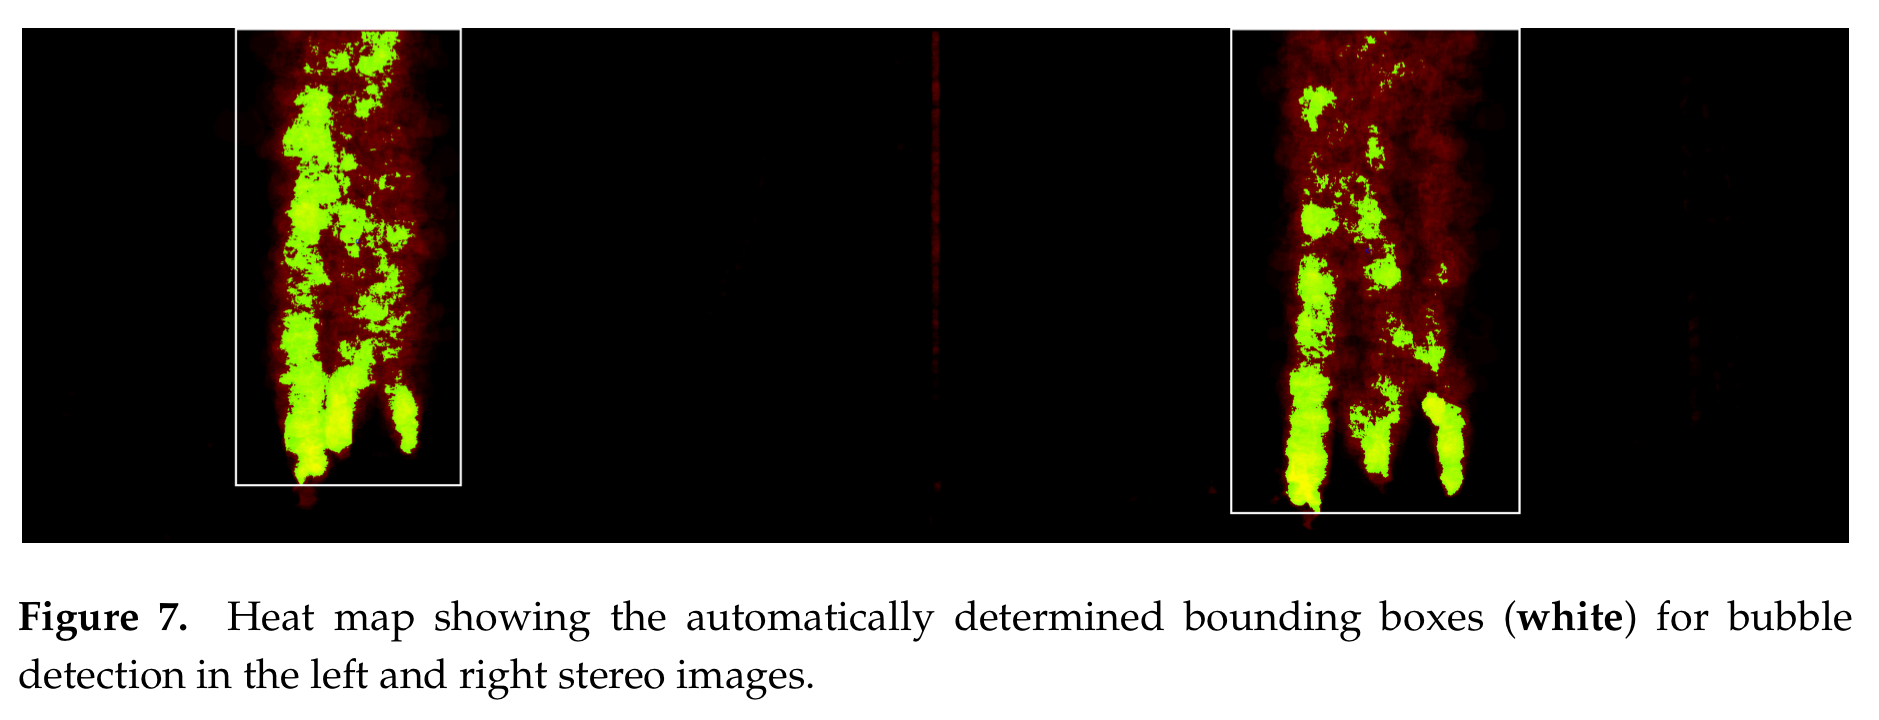 Figure 7. Heat map showing the automatically determined bounding boxes (white) for bubble
detection in the left and right stereo images.